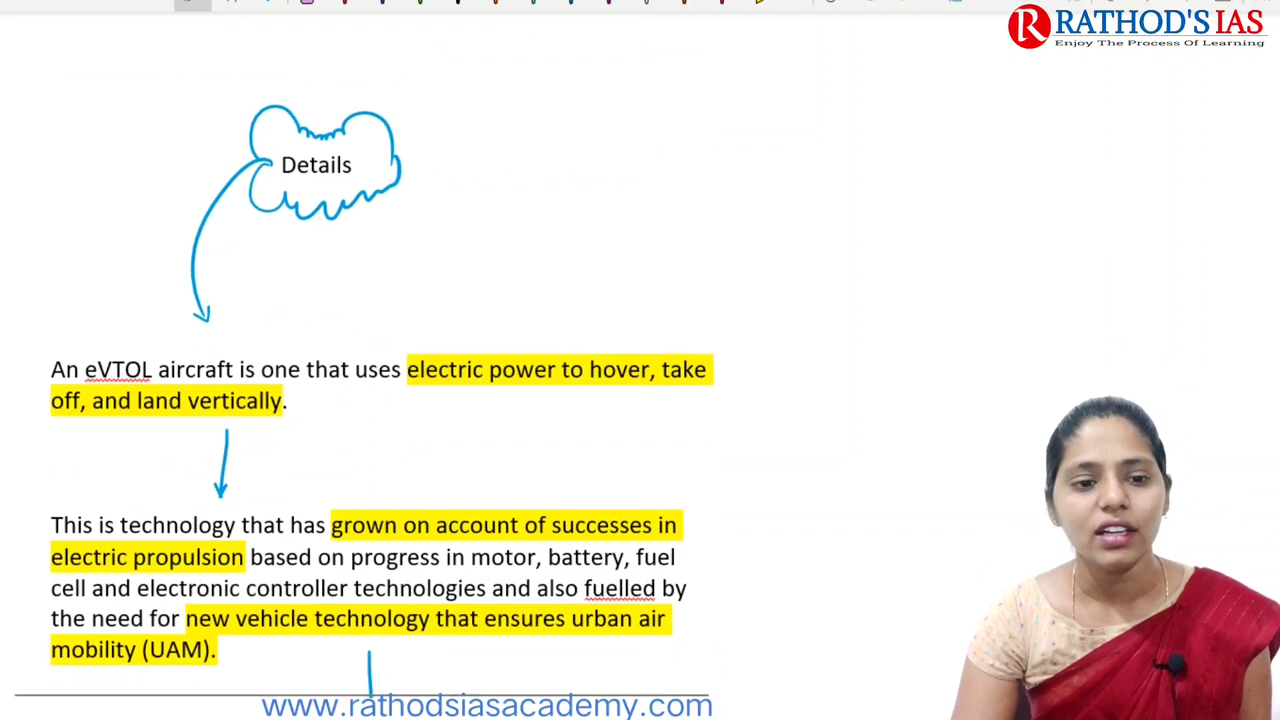 RATHOD'S IAS
Enjoy The Process Of Learning
Details
An eVTOL aircraft is one that uses electric power to hover, take
off, and land vertically.
This is technology that has grown on account of successes in
electric propulsion based on progress in motor, battery, fuel
cell and electronic controller technologies and also fuelled by
the need for new vehicle technology that ensures urban air
mobility (UAM).
www.rathodsiasacademy.com